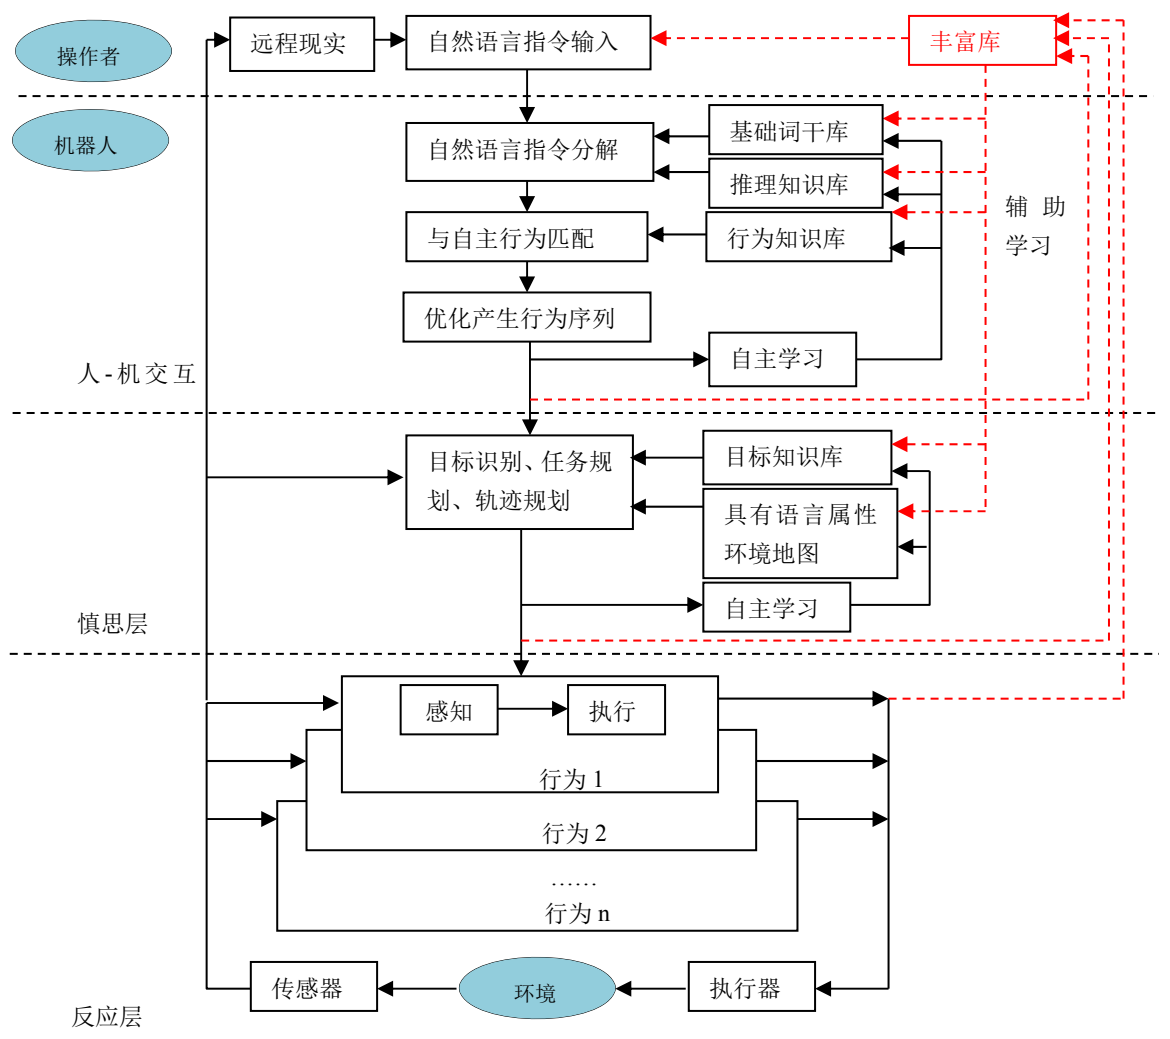 操作者
远程现实
自然语言指令输入
丰富库
机器人
自然语言指令分解
基础词干库
推理知识库
辅助
学习
与自主行为匹配
行为知识库
优化产生行为序列
自主学习
人-机交互
目标识别、任务规
划、轨迹规划
目标知识库
具有语言属性
环境地图
自主学习
慎思层
感知
执行
行为 1
行为 2
……
行为 n
传感器
环境
执行器
反应层